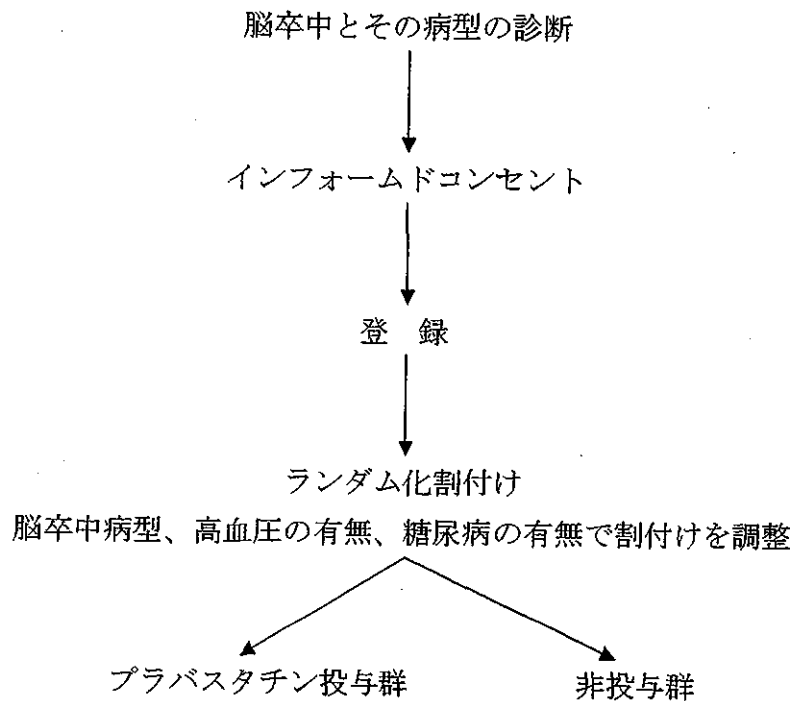 脳卒中とその病型の診断
インフォームドコンセント
登　録
ランダム化割付け
脳卒中病型、高血圧の有無、糖尿病の有無で割付けを調整
プラバスタチン投与群
非投与群